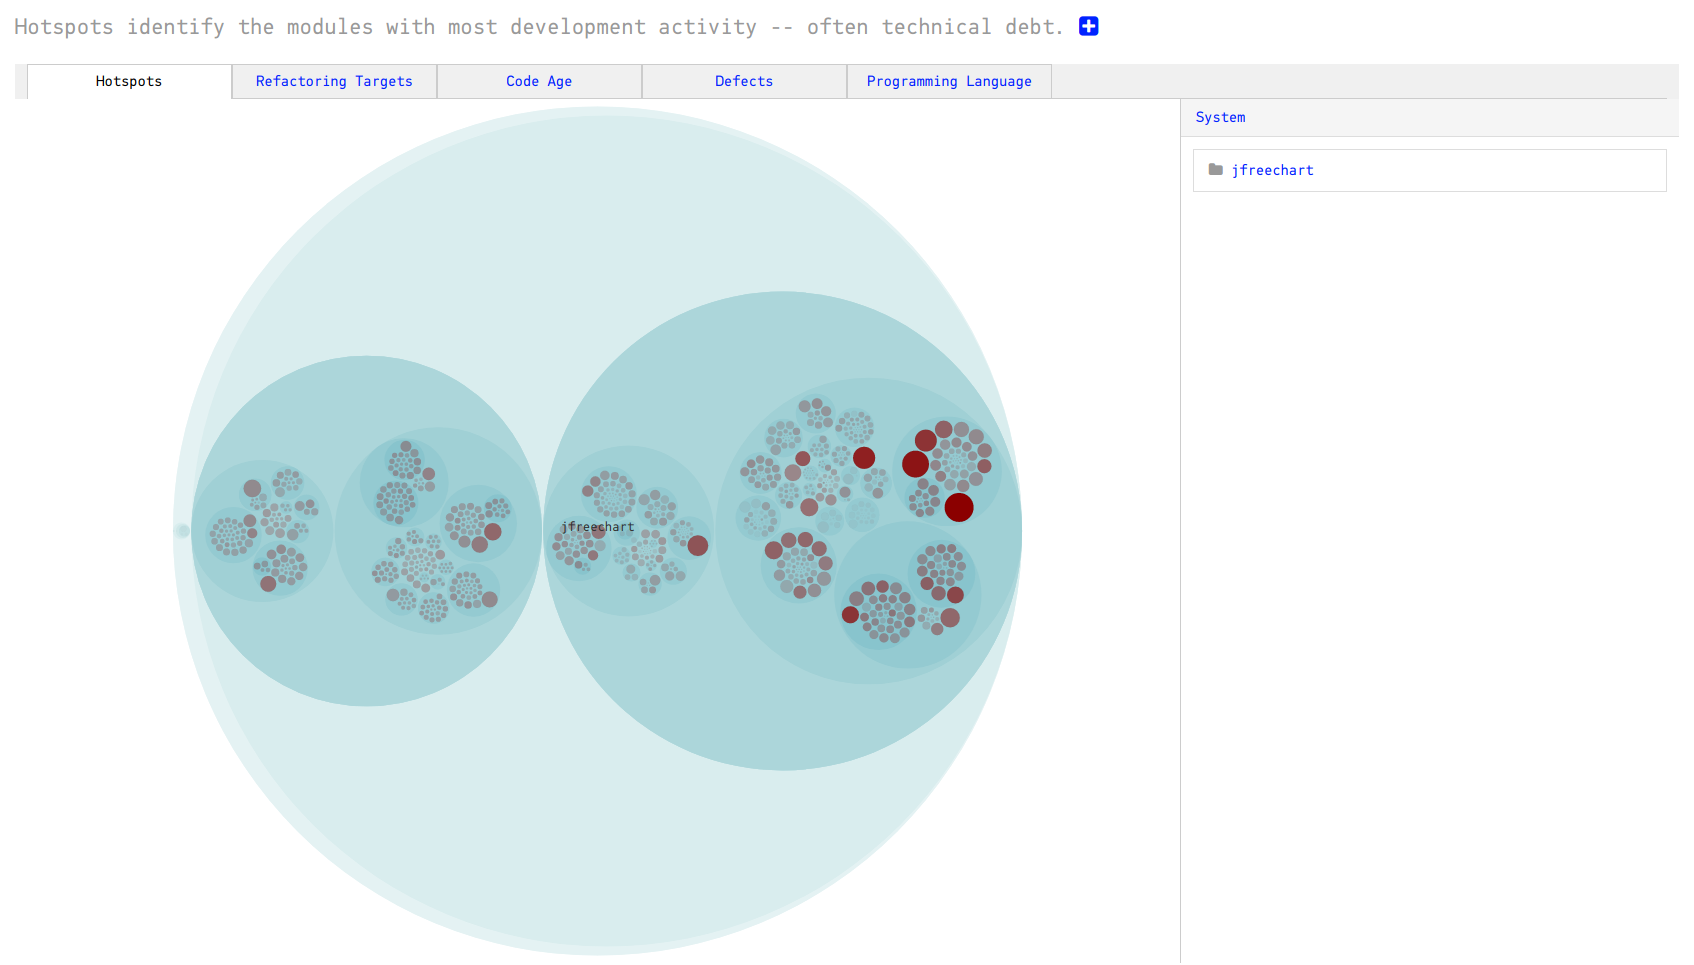 Hotspots identify the modules with most development activity -- often technical debt.
Hotspots
Refactoring Targets
Code Age
Defects
Programming Language
System
jfreechart
jfreechart